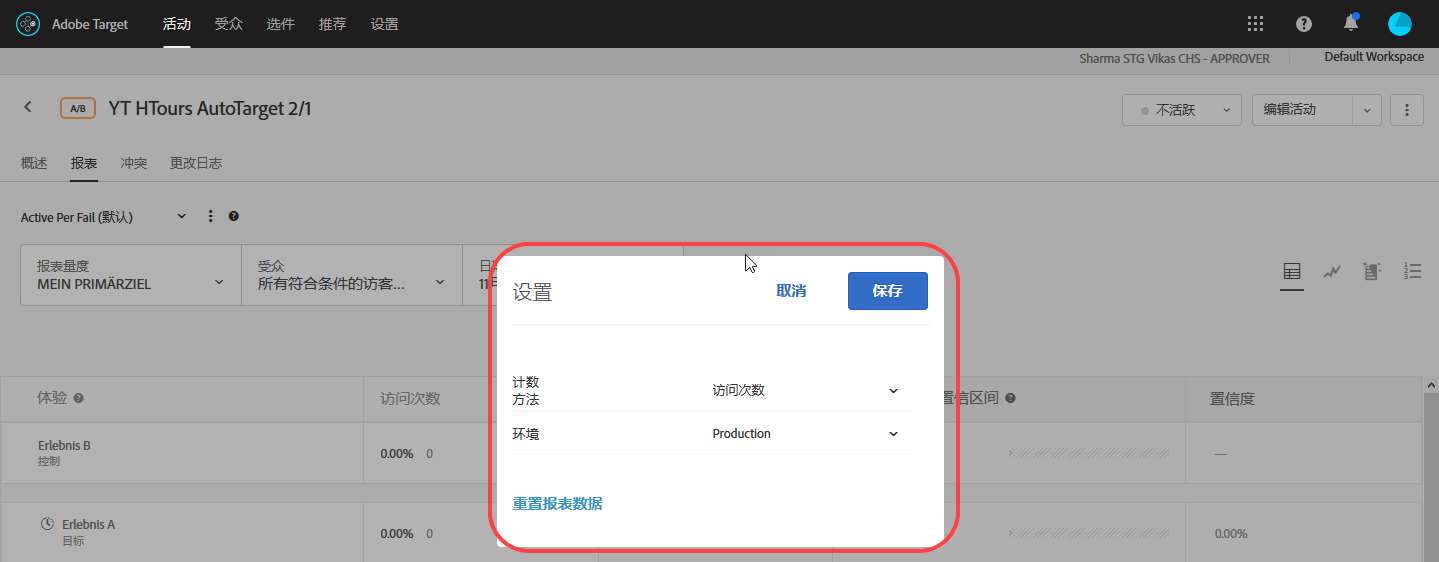 Adobe Target 活动 受众 选件 推荐 设置
Sharma STG Vikas CHS - APPROVER Default Workspace
A/B YT HTours AutoTarget 2/1 不活跃 编辑活动
概述 报表 冲突 更改日志
Active Per Fail (默认)
报表量度 受众
MEIN PRIMÄRZIEL 所有符合条件的访客...
设置 取消 保存
计数
方法 访问次数
环境 Production
重置报表数据
体验 访问次数 置信区间 置信度
Erlebnis B
控制 0.00% 0 ---
Erlebnis A
目标 0.00% 0 0.00%